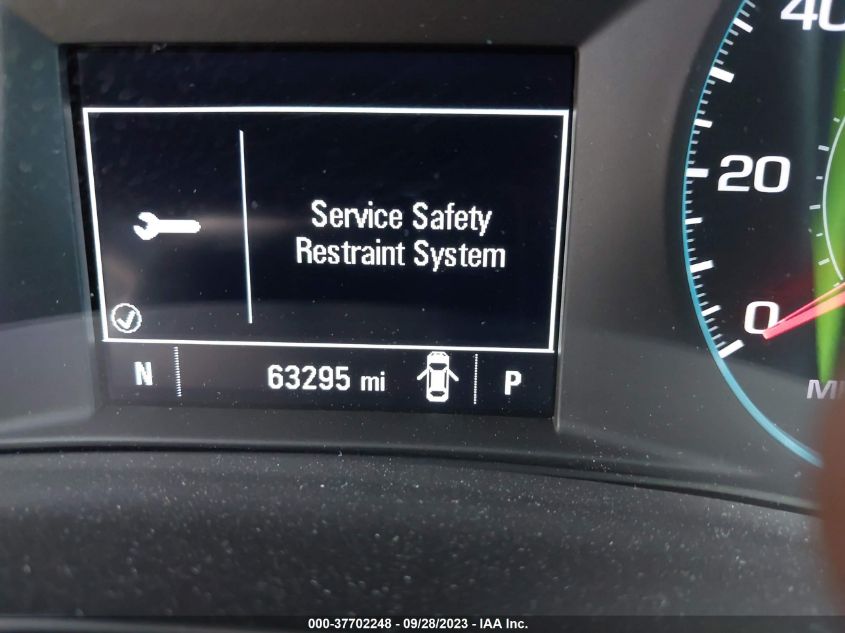 40
Service Safety
Restraint System
20
0
N 63295 mi P
000-37702248 - 09/28/2023 - IAA Inc.